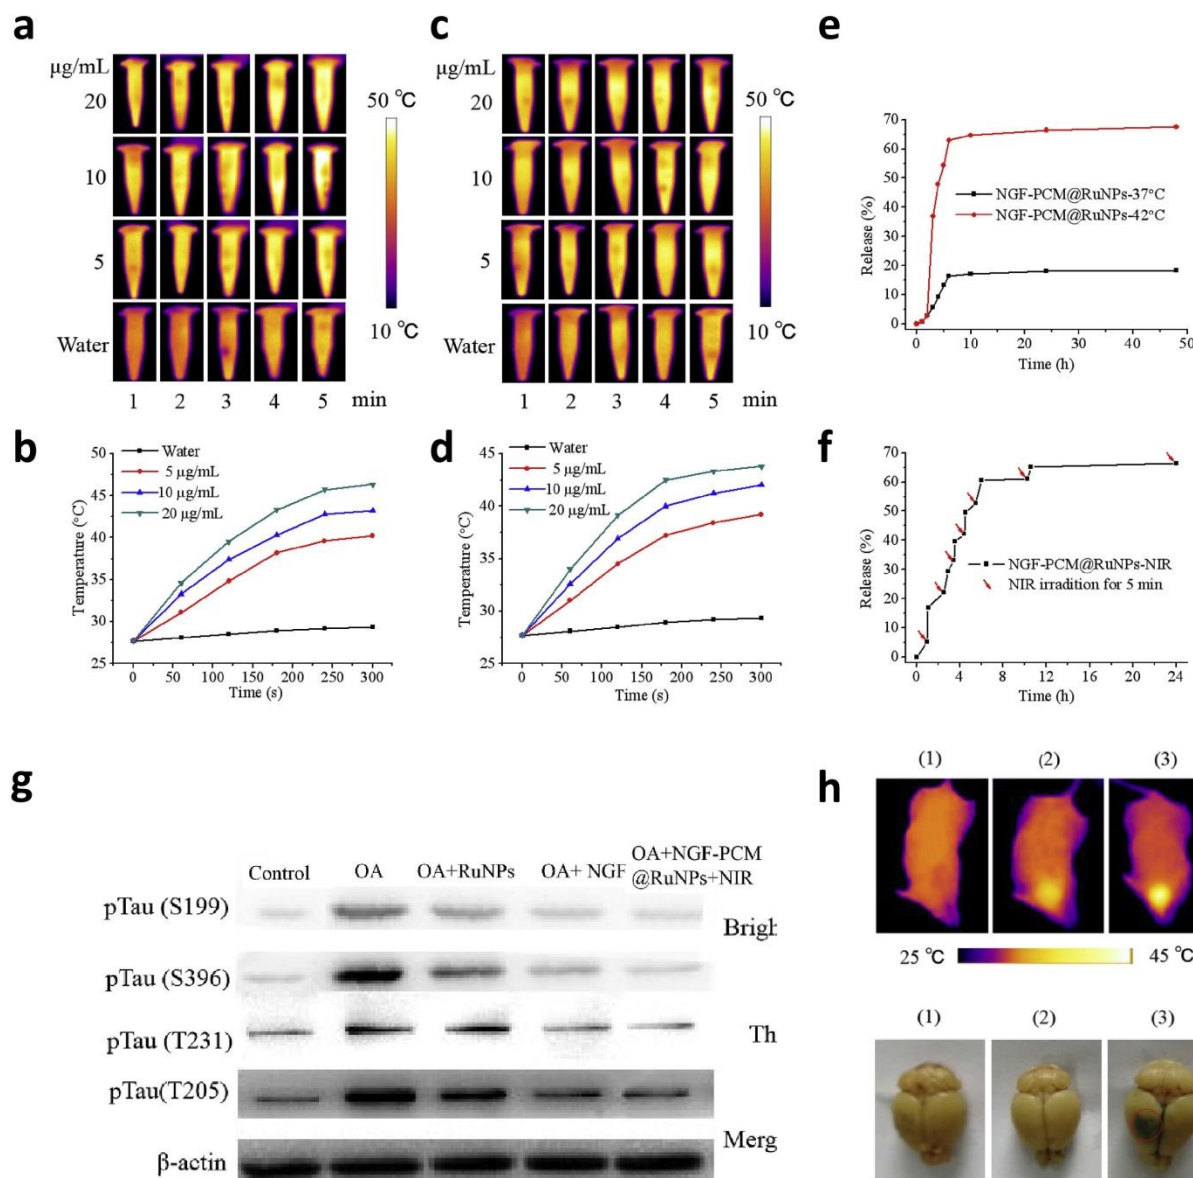 a
µg/mL
20
10
5
Water
1 2 3 4 5 min
50 °C
10 °C
c
µg/mL
20
10
5
Water
1 2 3 4 5 min
50 °C
10 °C
e
70
60
50
40
30
20
10
0
Release (%)
NGF-PCM@RuNPs-37°C
NGF-PCM@RuNPs-42°C
0 10 20 30 40 50
Time (h)
b
50
45
40
35
30
25
Temperature (°C)
Water
5 µg/mL
10 µg/mL
20 µg/mL
0 50 100 150 200 250 300
Time (s)
d
45
40
35
30
25
Temperature (°C)
Water
5 µg/mL
10 µg/mL
20 µg/mL
0 50 100 150 200 250 300
Time (s)
f
70
60
50
40
30
20
10
0
Release (%)
NGF-PCM@RuNPs-NIR
NIR irradition for 5 min
0 4 8 12 16 20 24
Time (h)
g
Control OA OA+RuNPs OA+ NGF OA+NGF-PCM
@RuNPs+NIR
pTau (S199)
pTau (S396)
pTau (T231)
pTau(T205)
β-actin
Brigh
Th
Merg
h
(1) (2) (3)
25 °C 45 °C
(1) (2) (3)